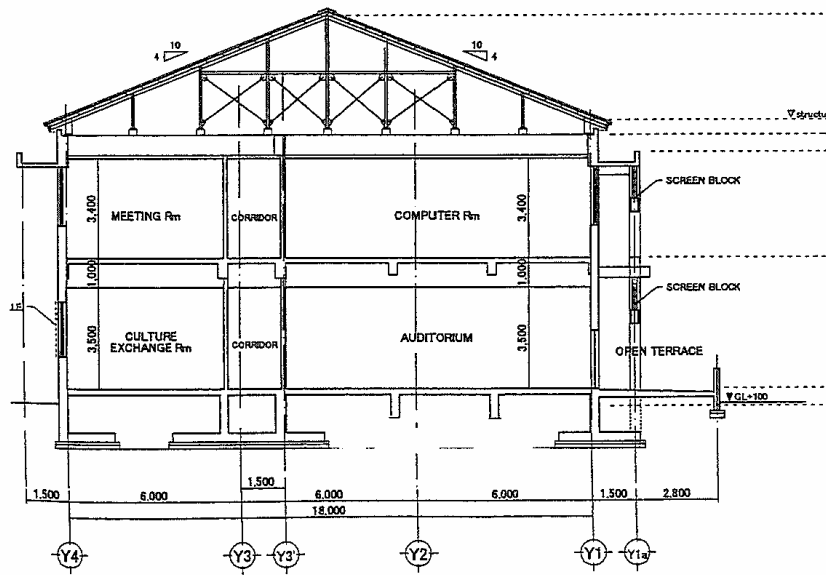 10
4
10
4
structu
SCREEN BLOCK
3,400
MEETING Rm
CORRIDOR
COMPUTER Rm
3,400
1,000
1,000
SCREEN BLOCK
3,500
CULTURE
EXCHANGE Rm
CORRIDOR
AUDITORIUM
3,500
OPEN TERRACE
GL+100
1,500
6,000
1,500
6,000
6,000
1,500
2,800
18,000
Y4
Y3
Y3'
Y2
Y1
Y1a